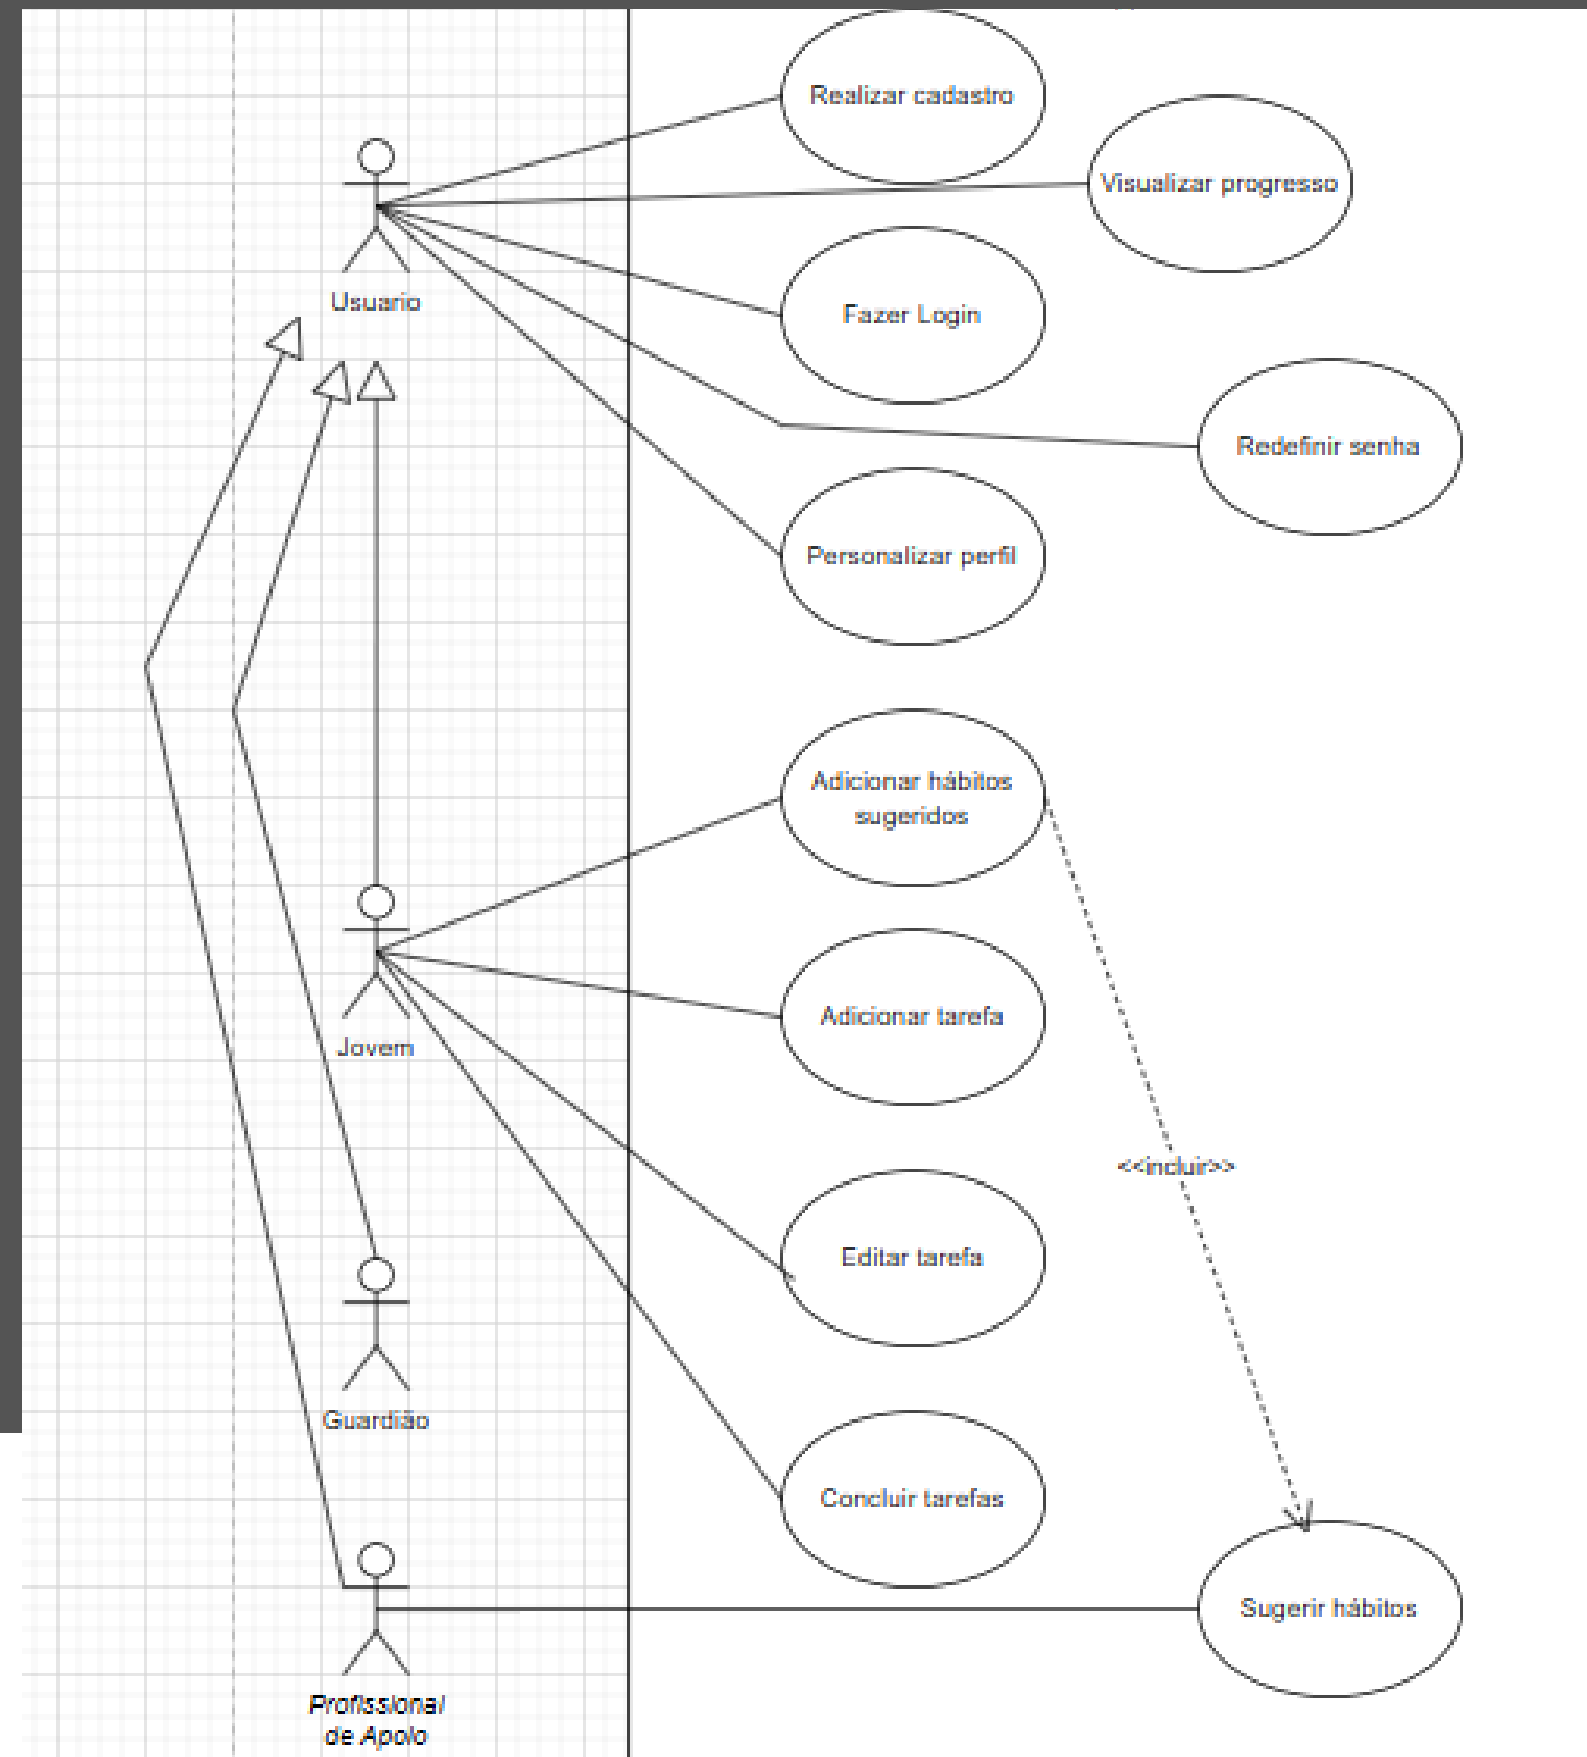 Realizar cadastro
Visualizar progresso
Usuario
Fazer Login
Redefinir senha
Personalizar perfil
Adicionar hábitos
sugeridos
Adicionar tarefa
Jovem
<<incluir>>
Editar tarefa
Guardião
Concluir tarefas
Sugerir hábitos
Profissional
de Apoio